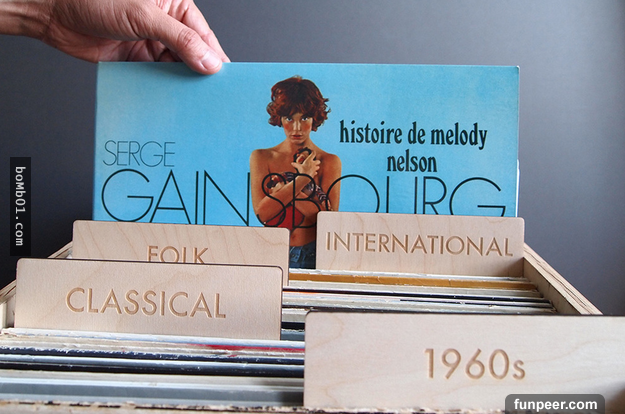 histoire de melody
nelson
SERGE
GAINSBOURG
FOLK
INTERNATIONAL
CLASSICAL
1960s
bomb01.com
funpeer.com